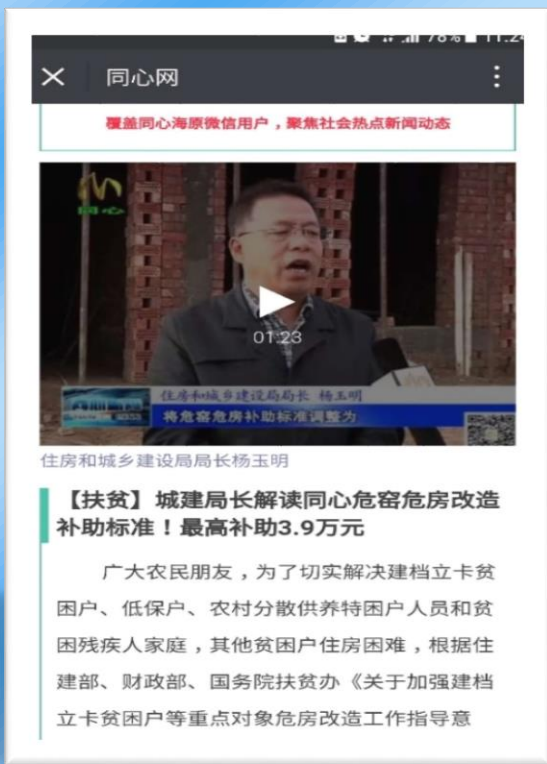 78% 11:24
同心网
覆盖同心海原微信用户，聚焦社会热点新闻动态
同心
01:23
住房和城乡建设局局长 杨玉明
将危窑危房补助标准调整为
住房和城乡建设局局长杨玉明
【扶贫】城建局长解读同心危窑危房改造
补助标准！最高补助3.9万元
广大农民朋友，为了切实解决建档立卡贫
困户、低保户、农村分散供养特困户人员和贫
困残疾人家庭，其他贫困户住房困难，根据住
建部、财政部、国务院扶贫办《关于加强建档
立卡贫困户等重点对象危房改造工作指导意